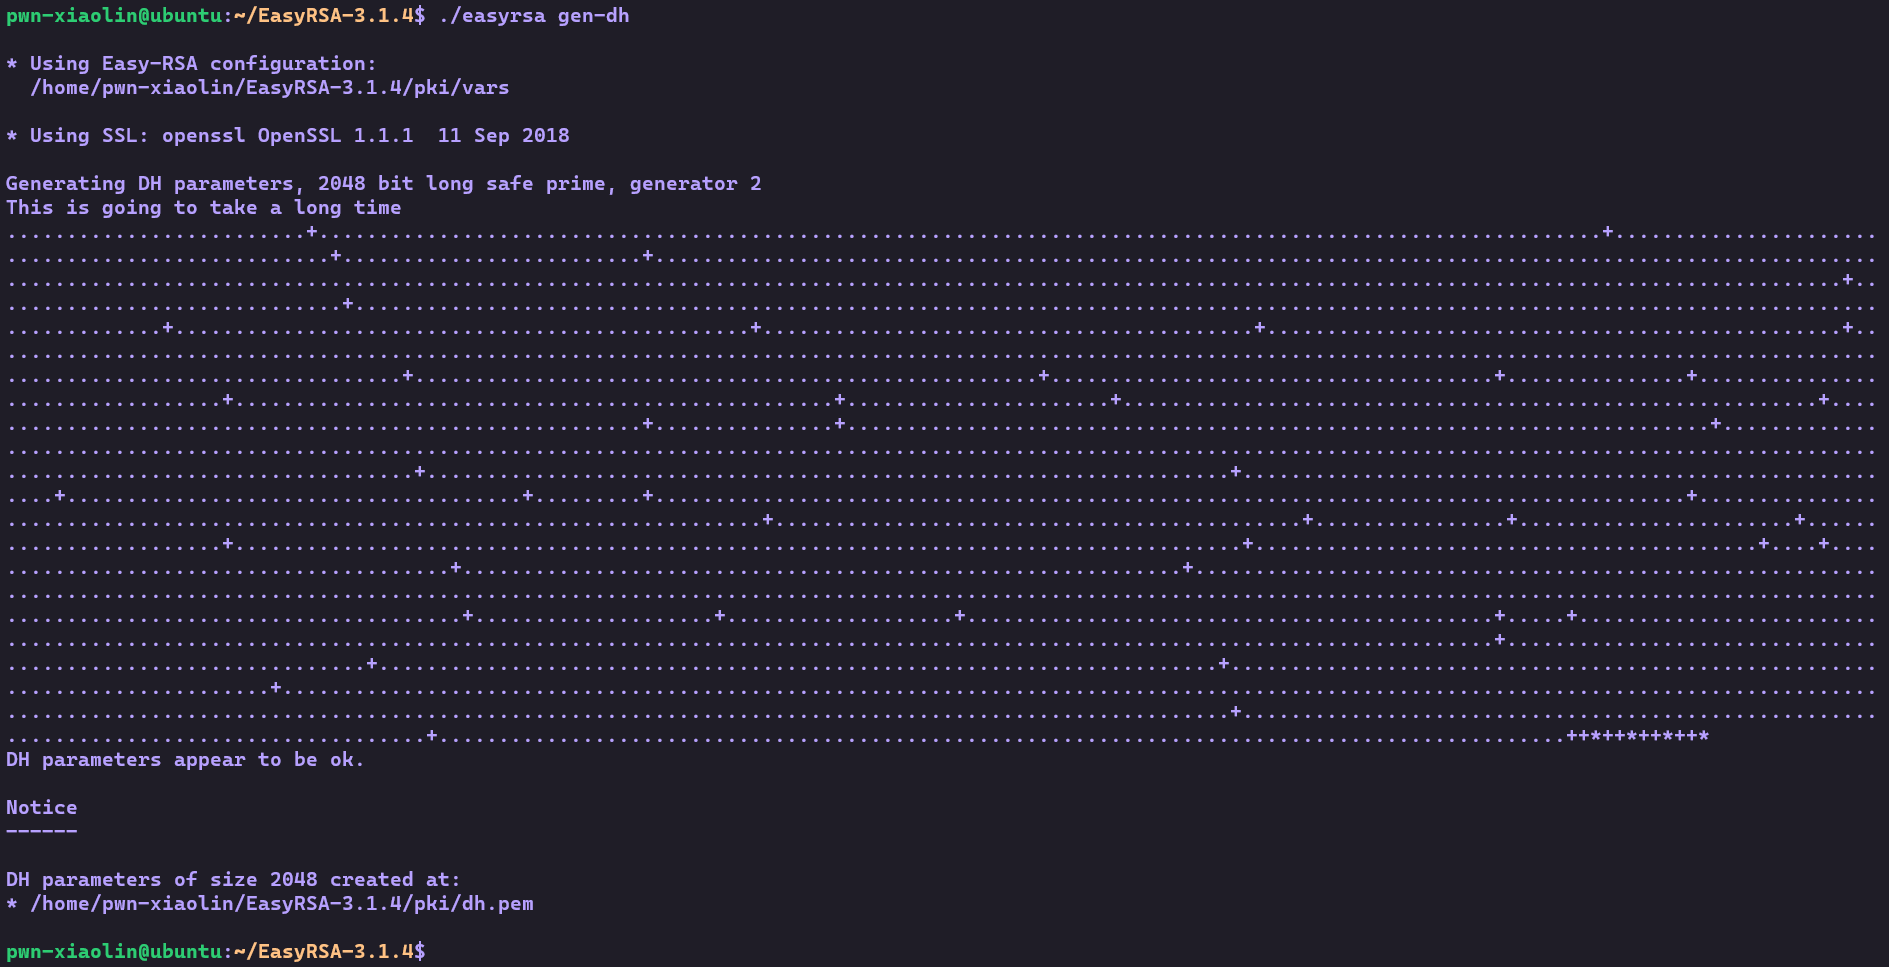 pwn-xiaolin@ubuntu:~/EasyRSA-3.1.4$ ./easyrsa gen-dh
* Using Easy-RSA configuration:
/home/pwn-xiaolin/EasyRSA-3.1.4/pki/vars
* Using SSL: openssl OpenSSL 1.1.1  11 Sep 2018
Generating DH parameters, 2048 bit long safe prime, generator 2
This is going to take a long time
.........................+...........................................................................................................+......................
...........................+.........................+......................................................................................................
.........................................................................................................................................................+..
............................+...............................................................................................................................
.............+................................................+.........................................+................................................+..
............................................................................................................................................................
.................................+....................................................+.....................................+...............+...............
..................+..................................................+......................+..........................................................+....
.....................................................+...............+........................................................................+.............
............................................................................................................................................................
..................................+...................................................................+.....................................................
....+......................................+.........+......................................................................................+...............
...............................................................+............................................+................+.......................+......
..................+....................................................................................+..........................................+....+....
.....................................+............................................................+.........................................................
............................................................................................................................................................
......................................+....................+...................+............................................+.....+.........................
............................................................................................................................+...............................
..............................+......................................................................+......................................................
......................+.....................................................................................................................................
......................................................................................................+.....................................................
...................................+..............................................................................................++*++*++*++*
DH parameters appear to be ok.
Notice
------
DH parameters of size 2048 created at:
* /home/pwn-xiaolin/EasyRSA-3.1.4/pki/dh.pem
pwn-xiaolin@ubuntu:~/EasyRSA-3.1.4$